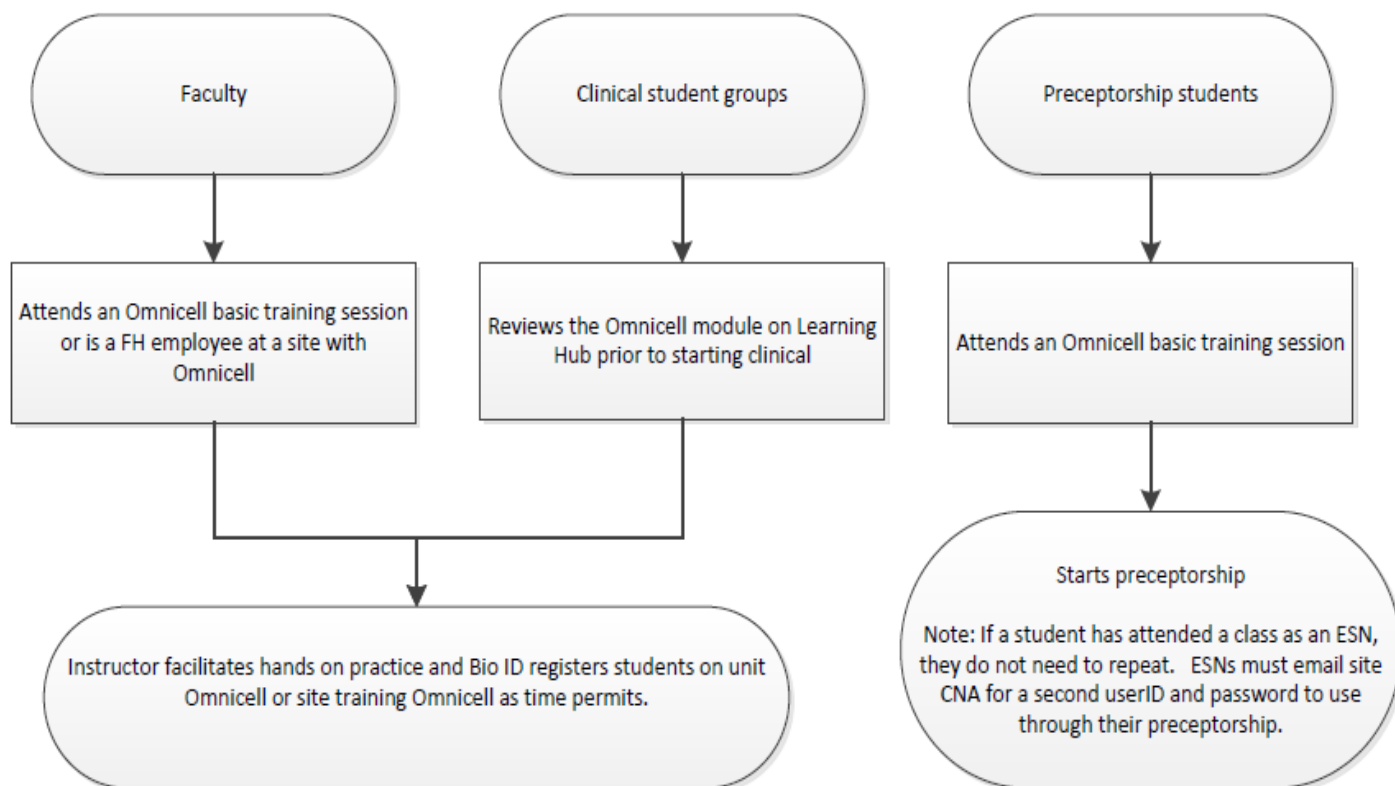 Faculty
Clinical student groups
Preceptorship students
Attends an Omnicell basic training session
or is a FH employee at a site with
Omnicell
Reviews the Omnicell module on Learning
Hub prior to starting clinical
Attends an Omnicell basic training session
Instructor facilitates hands on practice and Bio ID registers students on unit
Omnicell or site training Omnicell as time permits.
Starts preceptorship
Note: If a student has attended a class as an ESN,
they do not need to repeat.   ESNs must email site
CNA for a second userID and password to use
through their preceptorship.